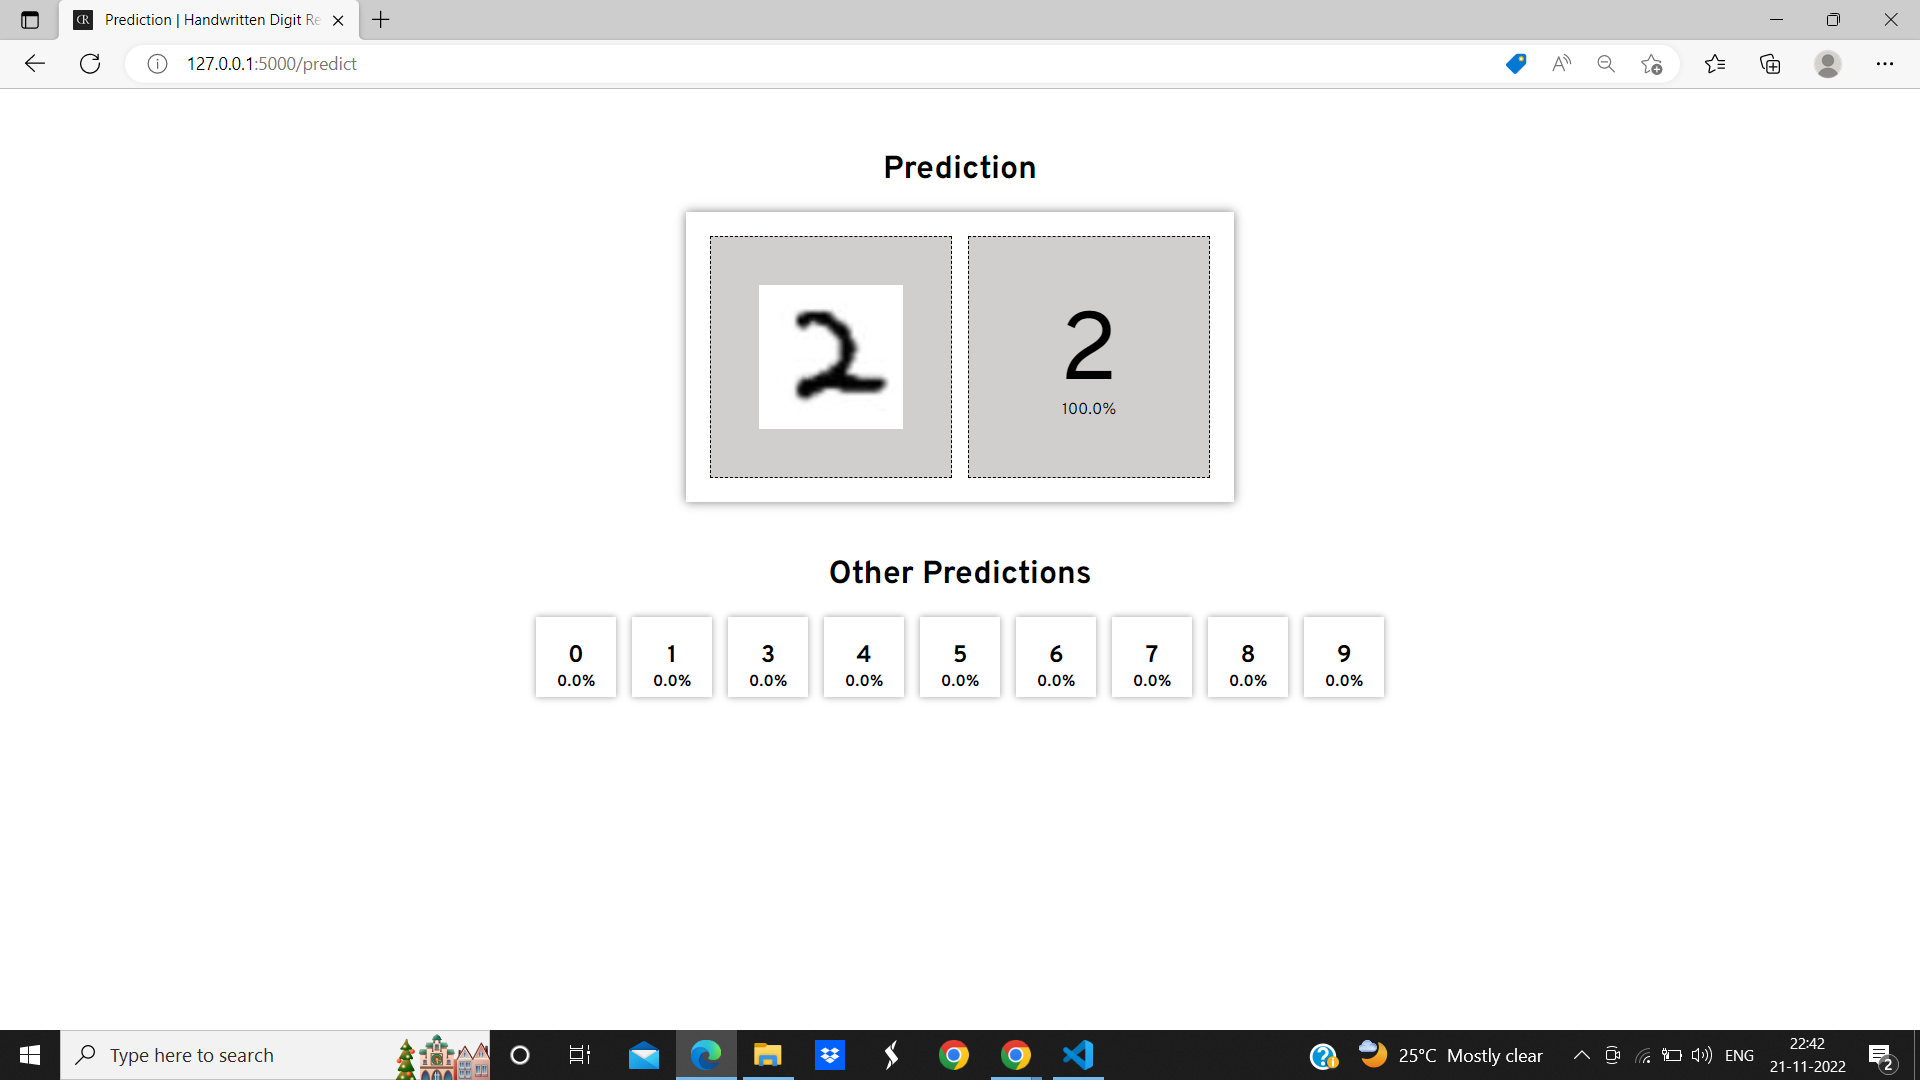 Prediction | Handwritten Digit Re
127.0.0.1:5000/predict
Prediction
2
2
100.0%
Other Predictions
0 1 3 4 5 6 7 8 9
0.0% 0.0% 0.0% 0.0% 0.0% 0.0% 0.0% 0.0% 0.0%
Type here to search
25°C Mostly clear
ENG
22:42
21-11-2022
2